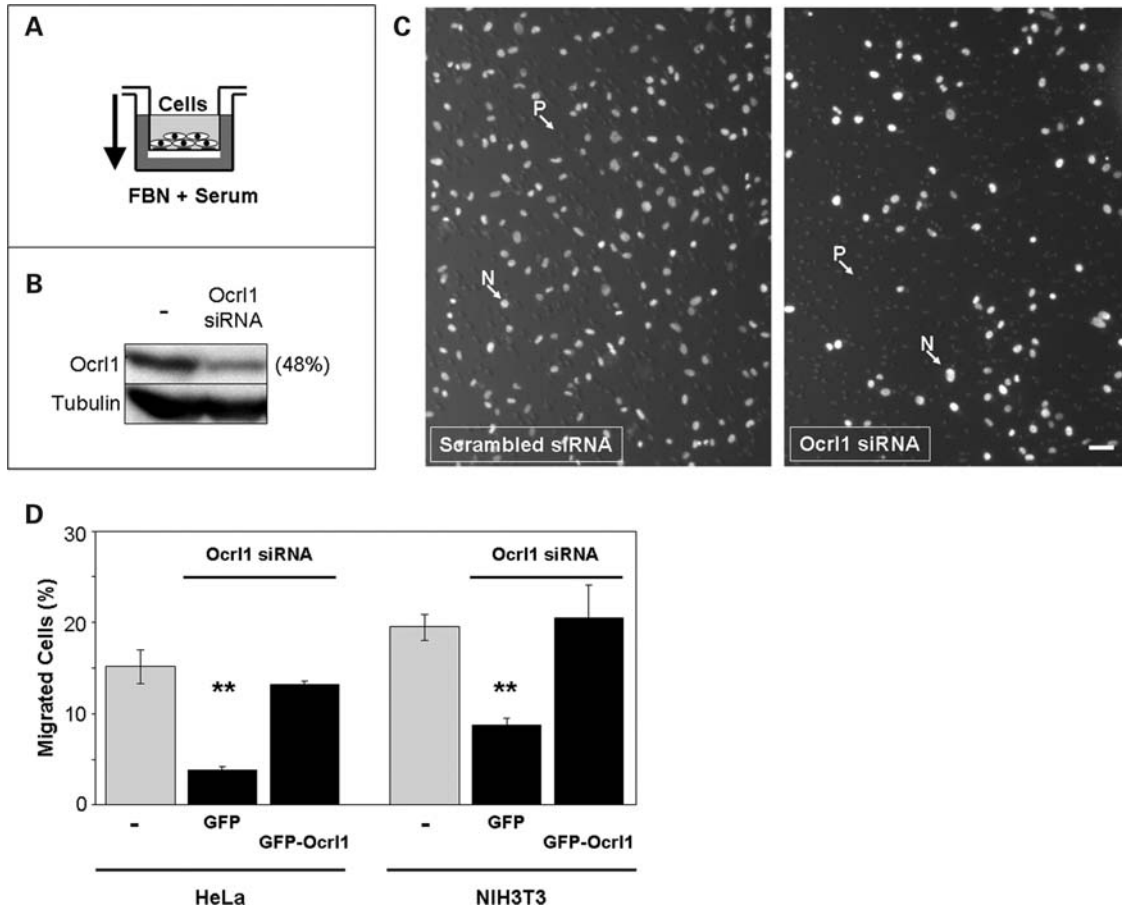 A
Cells
FBN + Serum
B
-
Ocrl1
siRNA
Ocrl1
(48%)
Tubulin
C
P
N
Scrambled siRNA
P
N
Ocrl1 siRNA
D
Migrated Cells (%)
30
20
10
0
Ocrl1 siRNA
Ocrl1 siRNA
**
**
-
GFP
GFP-Ocrl1
-
GFP
GFP-Ocrl1
HeLa
NIH3T3